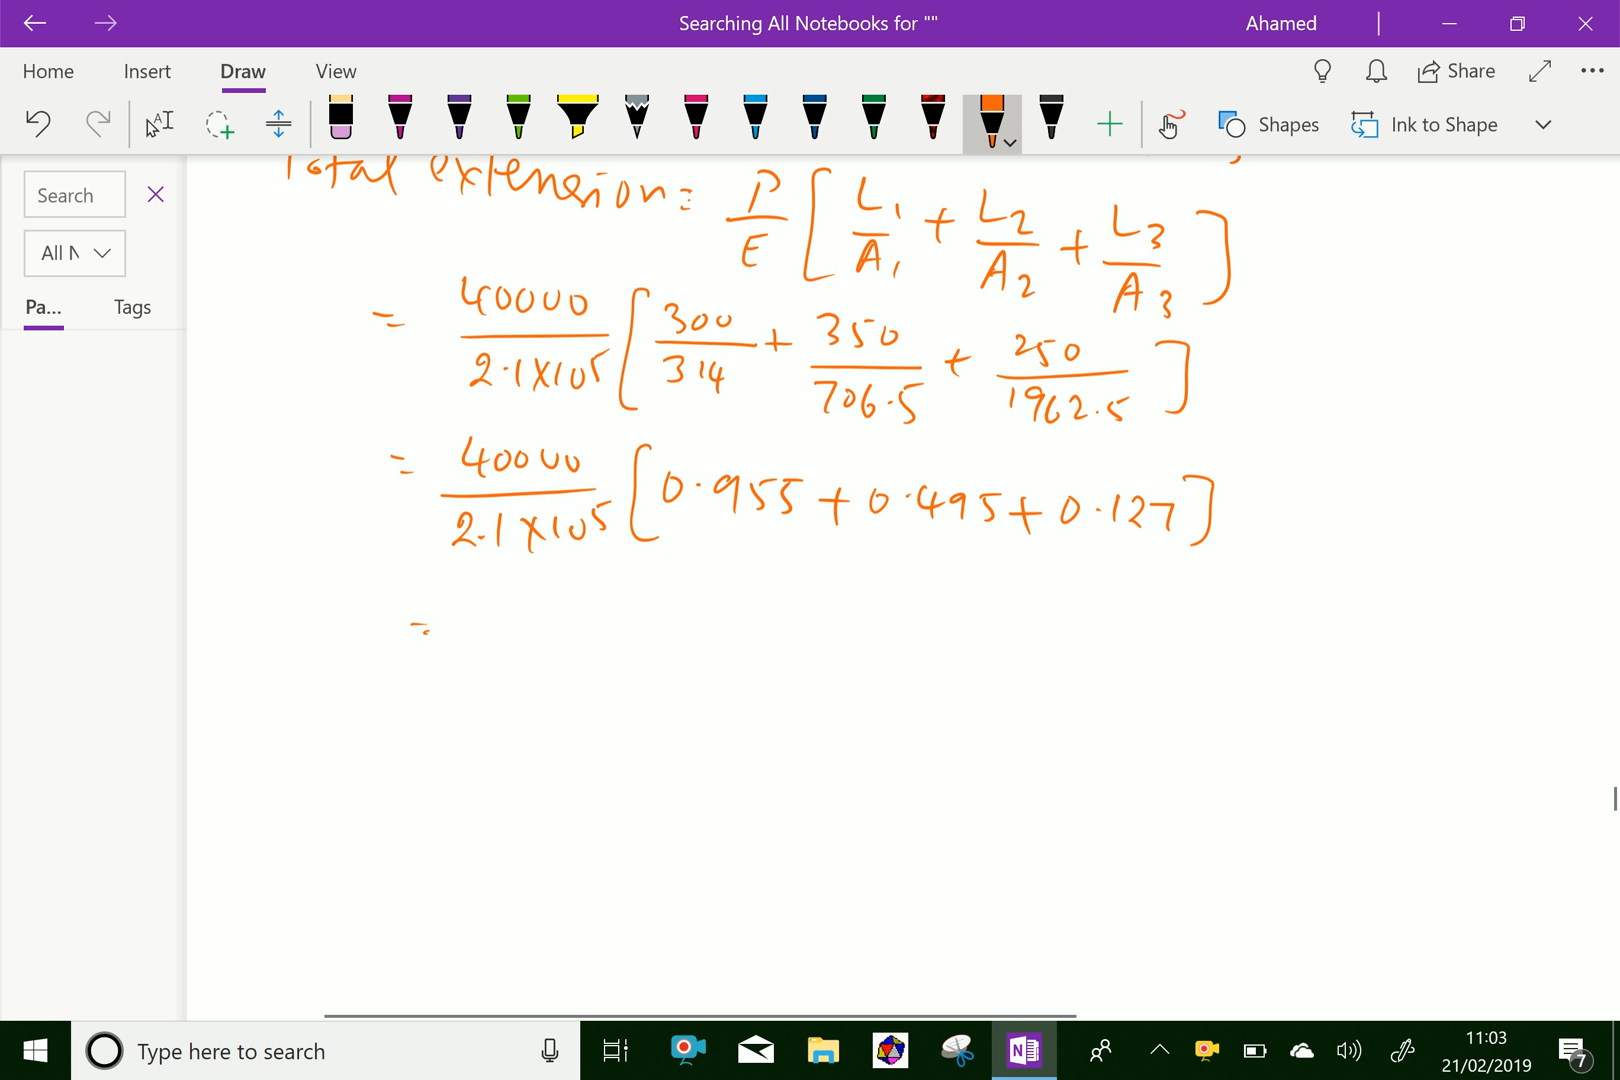 Searching All Notebooks for ""
Ahamed
Home Insert Draw View
Share
Shapes
Ink to Shape
Search
All N
Pa... Tags
Total extension = P/E [L1/A1 + L2/A2 + L3/A3]
= 40000/2.1×10^5 [300/314 + 350/706.5 + 250/1962.5]
= 40000/2.1×10^5 [0.955 + 0.495 + 0.127]
=
Type here to search
N
11:03
21/02/2019
7